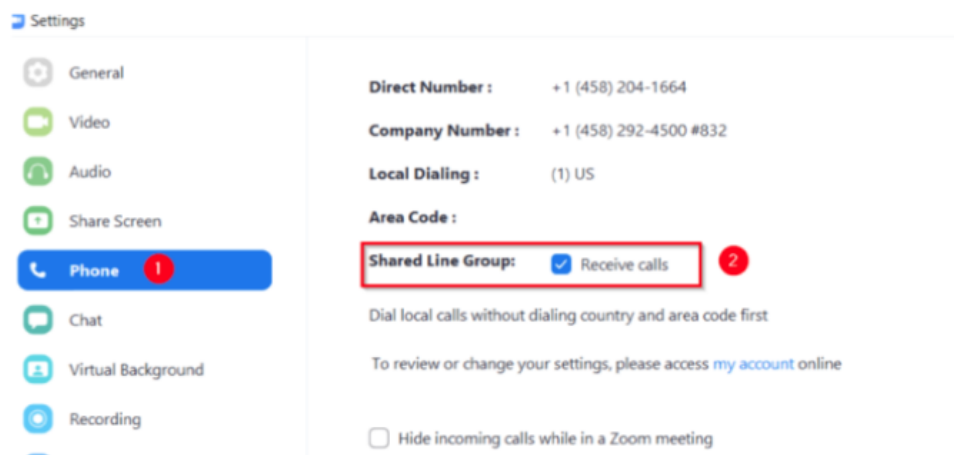 Settings
General
Video
Audio
Share Screen
Phone 1
Chat
Virtual Background
Recording
Direct Number : +1 (458) 204-1664
Company Number : +1 (458) 292-4500 #832
Local Dialing : (1) US
Area Code :
Shared Line Group: Receive calls 2
Dial local calls without dialing country and area code first
To review or change your settings, please access my account online
Hide incoming calls while in a Zoom meeting